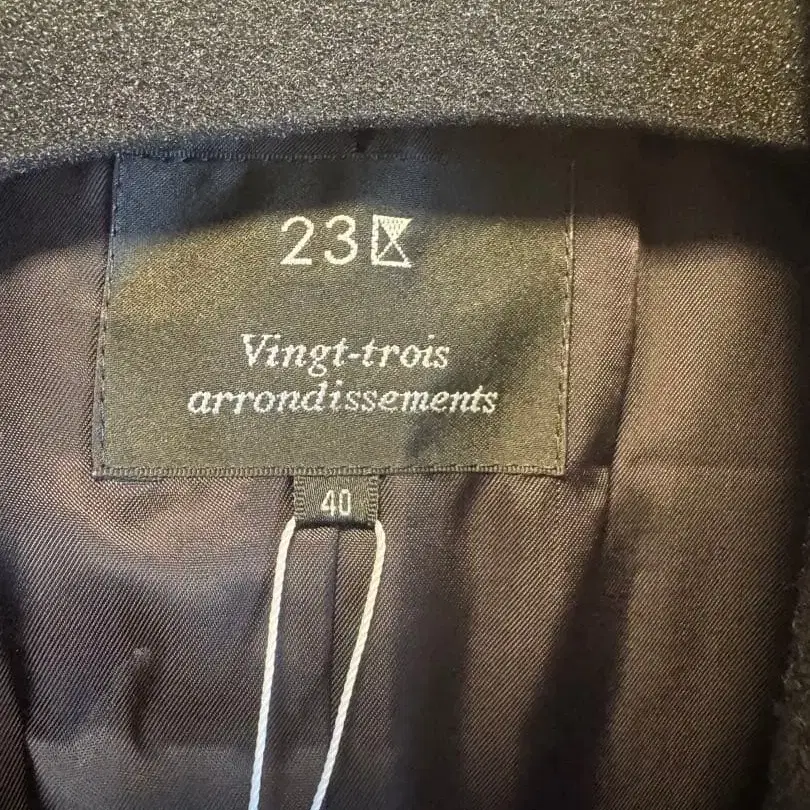 23区
Vingt-trois
arrondissements
40